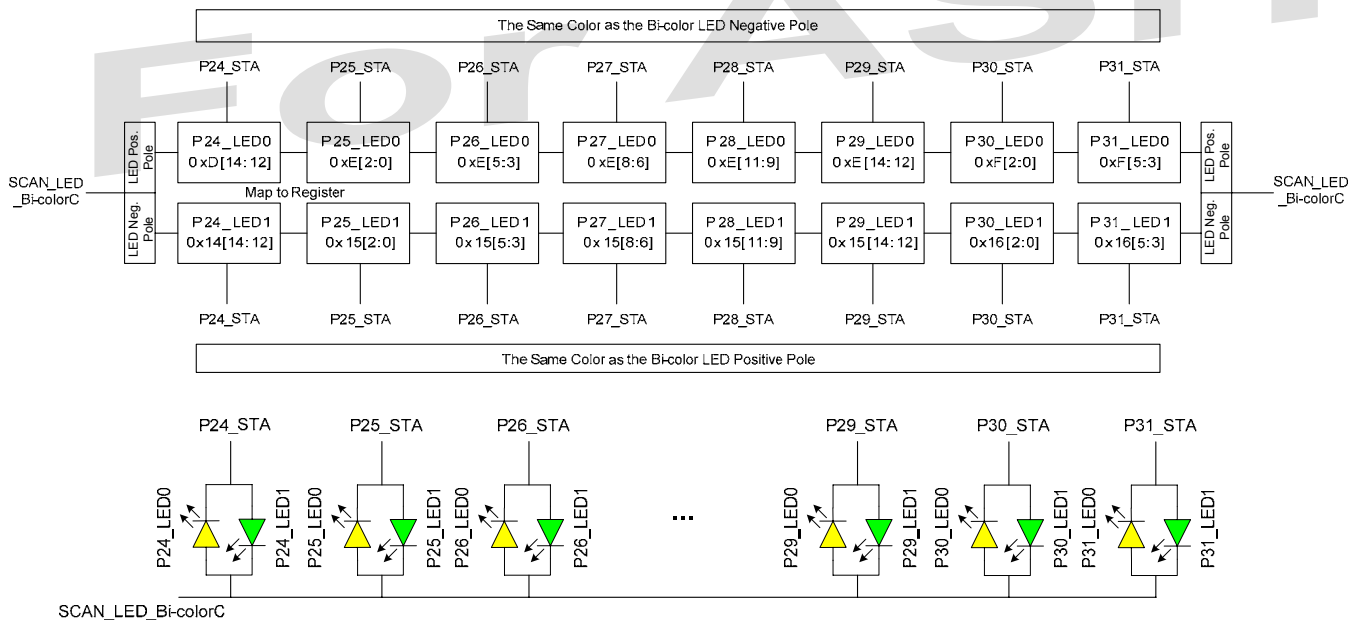 For ASH
The Same Color as the Bi-color LED Negative Pole
P24_STA P25_STA P26_STA P27_STA P28_STA P29_STA P30_STA P31_STA
LED Pos. Pole
P24_LED0 P25_LED0 P26_LED0 P27_LED0 P28_LED0 P29_LED0 P30_LED0 P31_LED0
0xD[14:12] 0xE[2:0] 0xE[5:3] 0xE[8:6] 0xE[11:9] 0xE[14:12] 0xF[2:0] 0xF[5:3]
LED Pos. Pole
SCAN_LED
_Bi-colorC
Map to Register
SCAN_LED
_Bi-colorC
LED Neg. Pole
P24_LED1 P25_LED1 P26_LED1 P27_LED1 P28_LED1 P29_LED1 P30_LED1 P31_LED1
0x14[14:12] 0x15[2:0] 0x15[5:3] 0x15[8:6] 0x15[11:9] 0x15[14:12] 0x16[2:0] 0x16[5:3]
LED Neg. Pole
P24_STA P25_STA P26_STA P27_STA P28_STA P29_STA P30_STA P31_STA
The Same Color as the Bi-color LED Positive Pole
P24_STA P25_STA P26_STA P29_STA P30_STA P31_STA
P24_LED0 P24_LED1 P25_LED0 P25_LED1 P26_LED0 P26_LED1 ... P29_LED0 P29_LED1 P30_LED0 P30_LED1 P31_LED0 P31_LED1
SCAN_LED_Bi-colorC